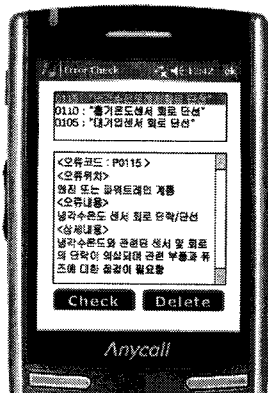 Error Check 12:42 ok
0110 : "흡기온도센서 회로 단선"
0105 : "대기압센서 회로 단선"
<오류코드 : P0115 >
<오류위치>
엔진 또는 파워트레인 계통
<오류내용>
냉각수온도 센서 회로 단락/단선
<상세내용>
냉각수온도와 관련된 센서 및 회로
의 단락이 의심되며 관련 부품과 퓨
즈에 대한 점검이 필요함
Check Delete
Anycall